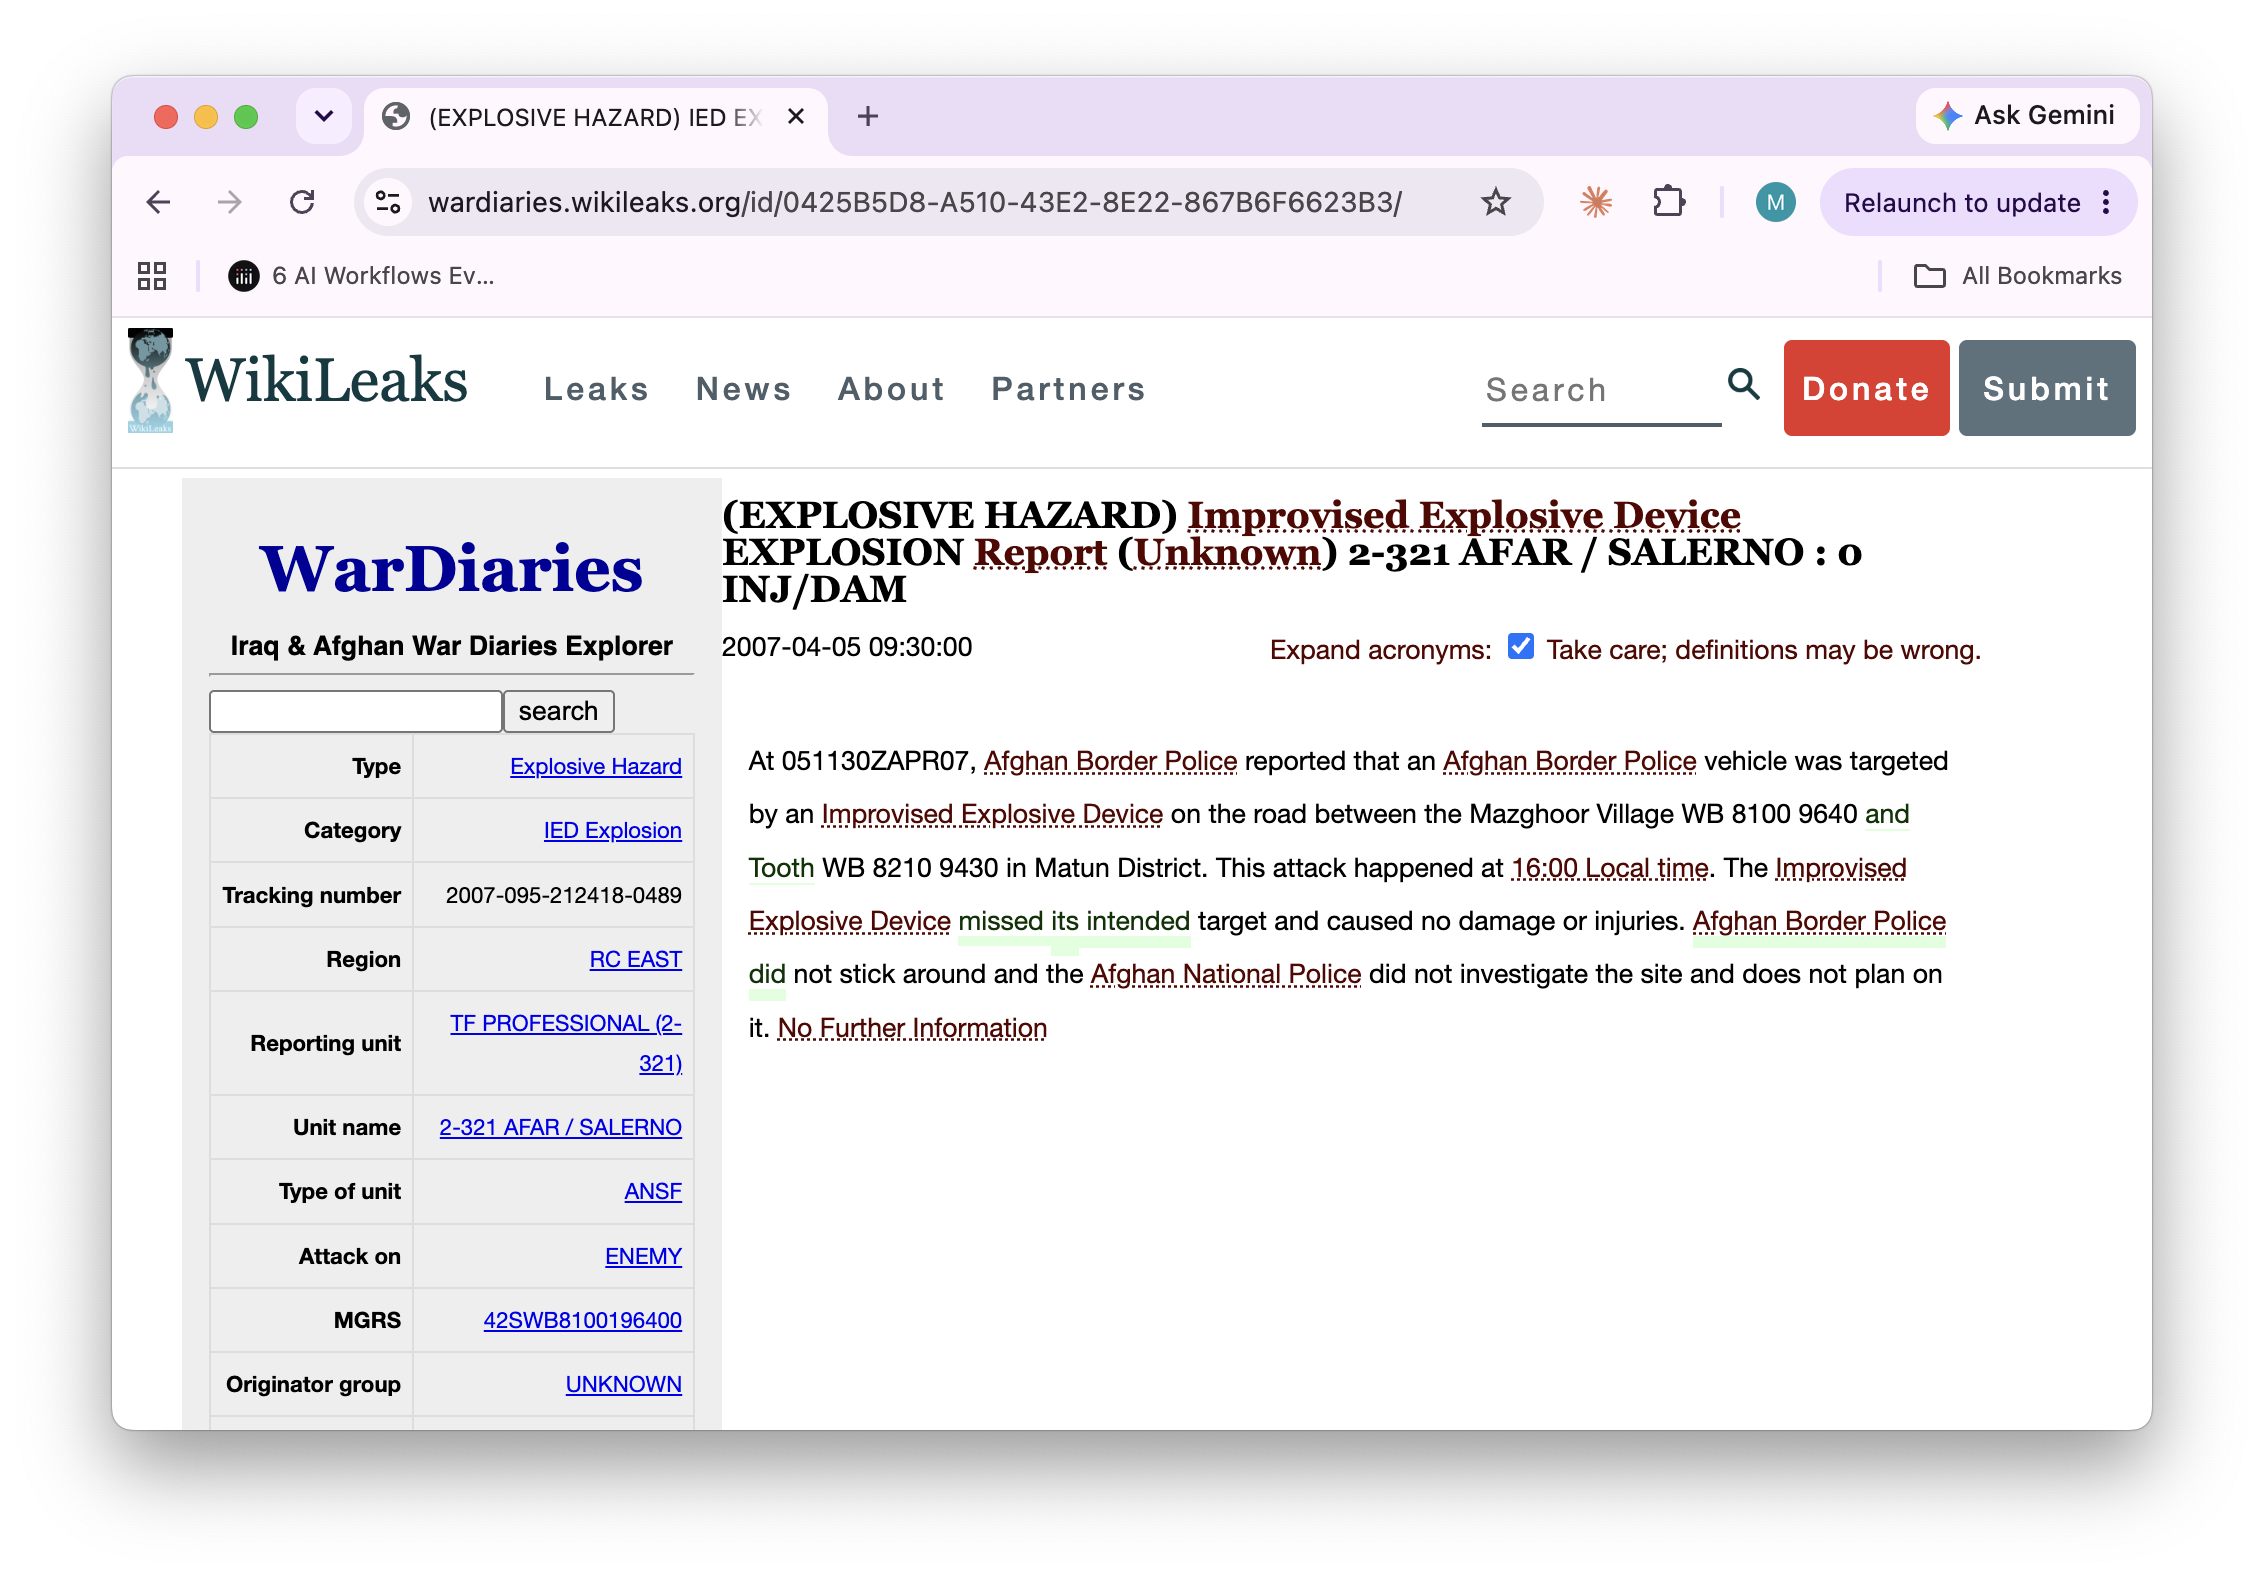 (EXPLOSIVE HAZARD) IED EX
Ask Gemini
wardiaries.wikileaks.org/id/0425B5D8-A510-43E2-8E22-867B6F6623B3/
M
Relaunch to update
6 AI Workflows Ev...
All Bookmarks
WikiLeaks
WikiLeaks
Leaks
News
About
Partners
Search
Donate
Submit
WarDiaries
Iraq & Afghan War Diaries Explorer
search
Type Explosive Hazard
Category IED Explosion
Tracking number 2007-095-212418-0489
Region RC EAST
Reporting unit TF PROFESSIONAL (2-
321)
Unit name 2-321 AFAR / SALERNO
Type of unit ANSF
Attack on ENEMY
MGRS 42SWB8100196400
Originator group UNKNOWN
(EXPLOSIVE HAZARD) Improvised Explosive Device
EXPLOSION Report (Unknown) 2-321 AFAR / SALERNO : 0
INJ/DAM
2007-04-05 09:30:00
Expand acronyms: Take care; definitions may be wrong.
At 051130ZAPR07, Afghan Border Police reported that an Afghan Border Police vehicle was targeted
by an Improvised Explosive Device on the road between the Mazghoor Village WB 8100 9640 and
Tooth WB 8210 9430 in Matun District. This attack happened at 16:00 Local time. The Improvised
Explosive Device missed its intended target and caused no damage or injuries. Afghan Border Police
did not stick around and the Afghan National Police did not investigate the site and does not plan on
it. No Further Information